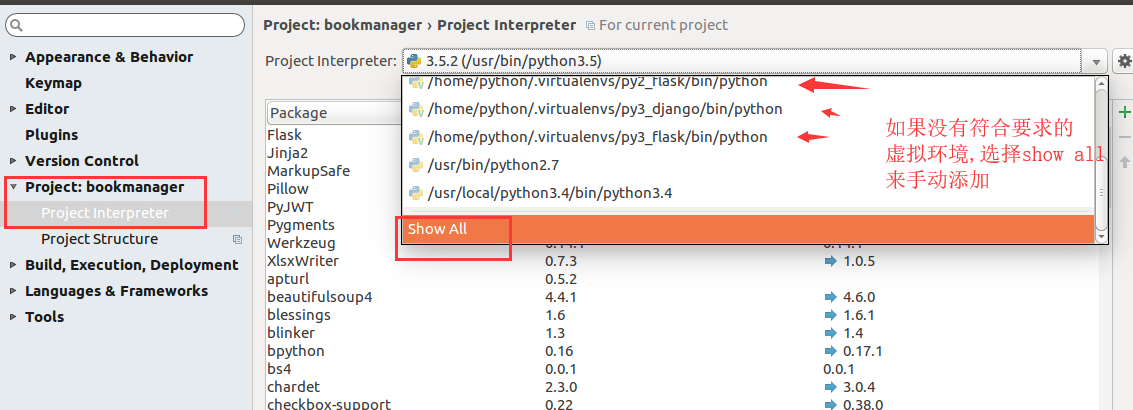 Project: bookmanager › Project Interpreter For current project
Appearance & Behavior
Keymap
Editor
Plugins
Version Control
Project: bookmanager
Project Interpreter
Project Structure
Build, Execution, Deployment
Languages & Frameworks
Tools
Project Interpreter: 3.5.2 (/usr/bin/python3.5)
/home/python/.virtualenvs/py2_flask/bin/python
/home/python/.virtualenvs/py3_django/bin/python
/home/python/.virtualenvs/py3_flask/bin/python
/usr/bin/python2.7
/usr/local/python3.4/bin/python3.4
Show All
如果没有符合要求的
虚拟环境,选择show all
来手动添加
Package
Flask
Jinja2
MarkupSafe
Pillow
PyJWT
Pygments
Werkzeug
XlsxWriter 0.7.3 1.0.5
apturl 0.5.2
beautifulsoup4 4.4.1 4.6.0
blessings 1.6 1.6.1
blinker 1.3 1.4
bpython 0.16 0.17.1
bs4 0.0.1 0.0.1
chardet 2.3.0 3.0.4
checkbox-support 0.22 0.38.0